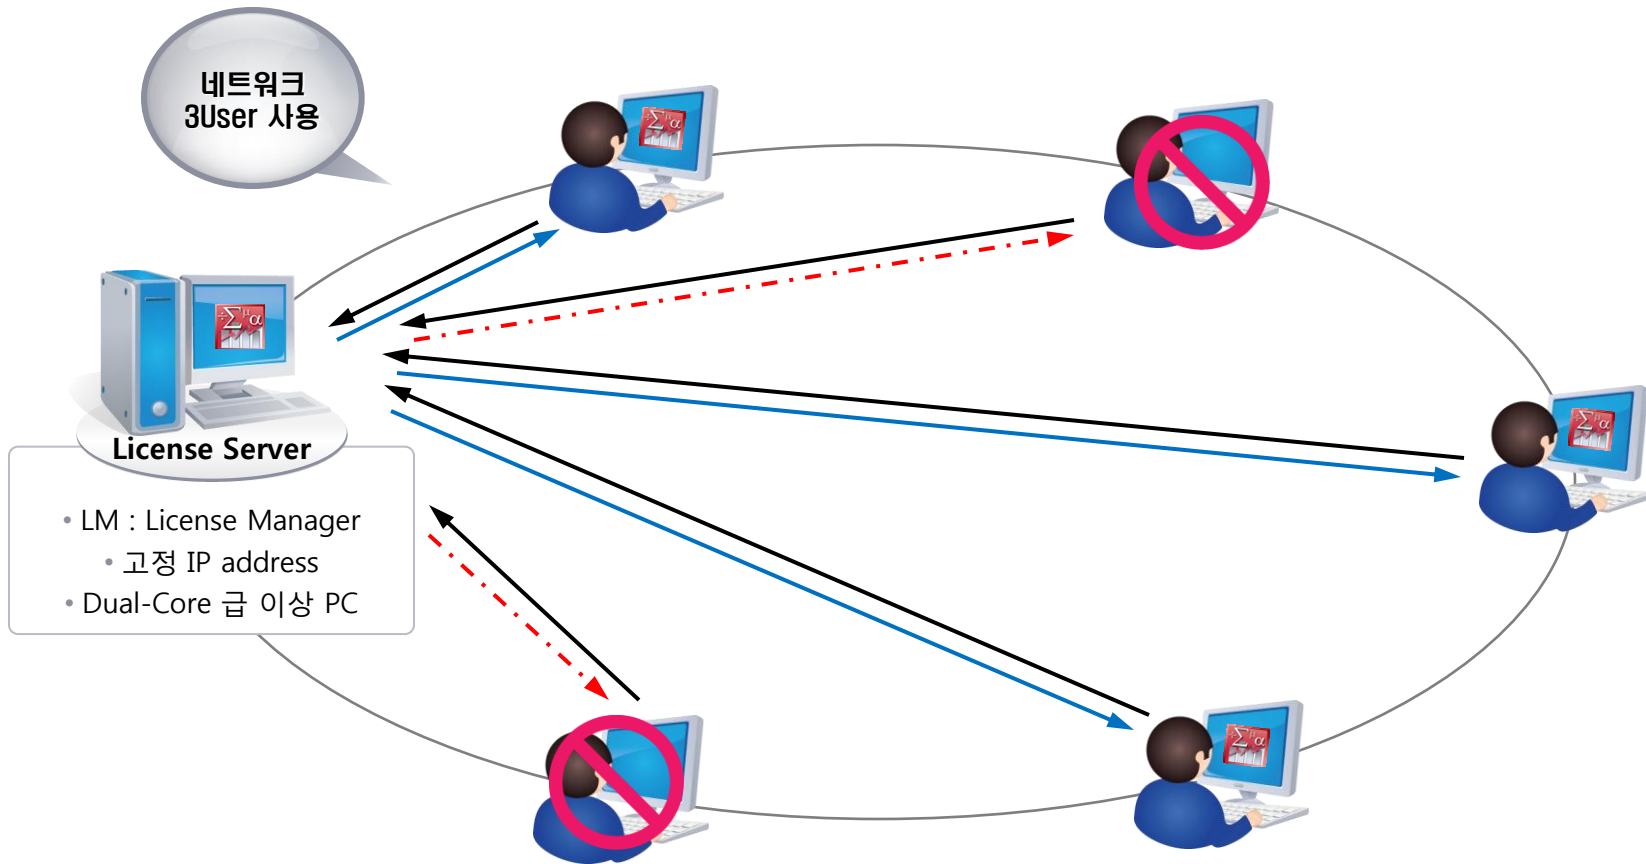 네트워크
3User 사용
License Server
• LM : License Manager
• 고정 IP address
• Dual-Core 급 이상 PC